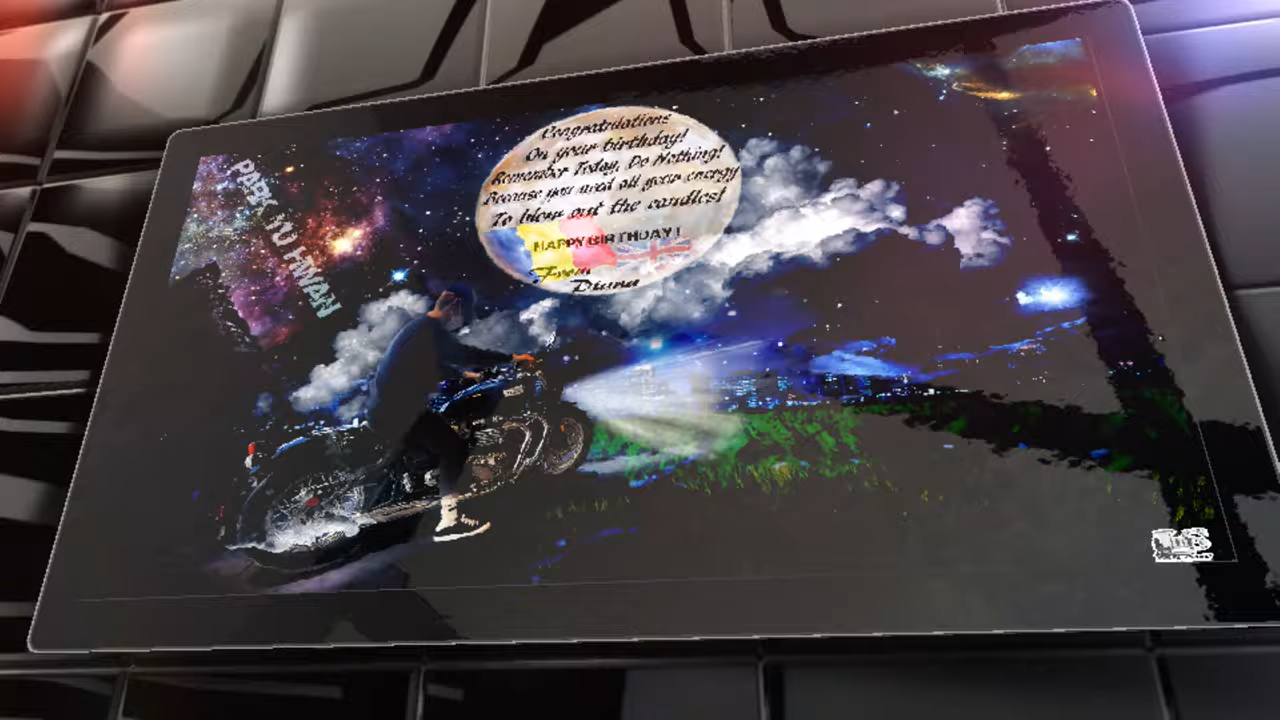 PARK IN HWAN
Congratulations
On your birthday!
Remember Today, Do Nothing!
Because you need all your energy
To blow out the candles!
HAPPY BIRTHDAY!
From
Diana